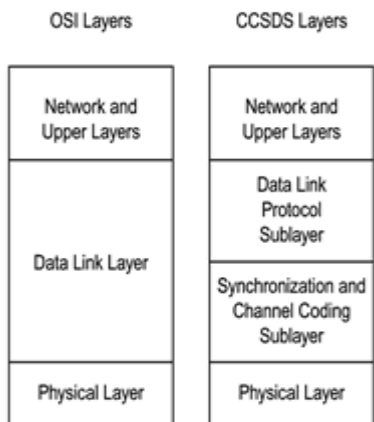 OSI Layers
CCSDS Layers
Network and
Upper Layers
Data Link Layer
Physical Layer
Network and
Upper Layers
Data Link
Protocol
Sublayer
Synchronization and
Channel Coding
Sublayer
Physical Layer